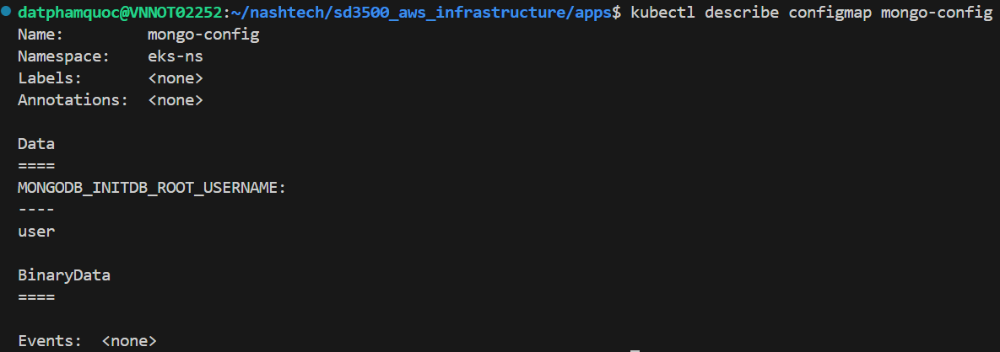 datphamquoc@VNNOT02252:~/nashtech/sd3500_aws_infrastructure/apps$ kubectl describe configmap mongo-config
Name:         mongo-config
Namespace:    eks-ns
Labels:       <none>
Annotations:  <none>

Data
====
MONGODB_INITDB_ROOT_USERNAME:
----
user

BinaryData
====

Events:  <none>